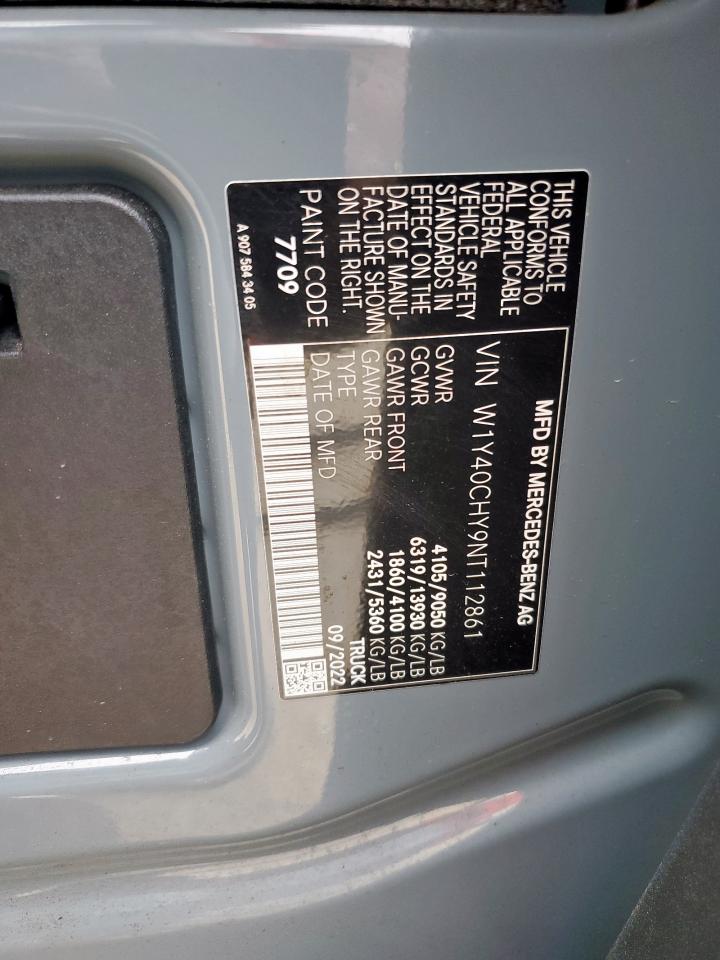 MFD BY MERCEDES-BENZ AG
VIN W1Y40CHY9NT112861
GVWR 4105/9050 KG/LB
GCWR 6319/13930 KG/LB
GAWR FRONT 1860/4100 KG/LB
GAWR REAR 2431/5360 KG/LB
TYPE TRUCK
DATE OF MFD 09/2022
THIS VEHICLE
CONFORMS TO
ALL APPLICABLE
FEDERAL
VEHICLE SAFETY
STANDARDS IN
EFFECT ON THE
DATE OF MANU-
FACTURE SHOWN
ON THE RIGHT.
PAINT CODE
7709
A 907 584 34 05